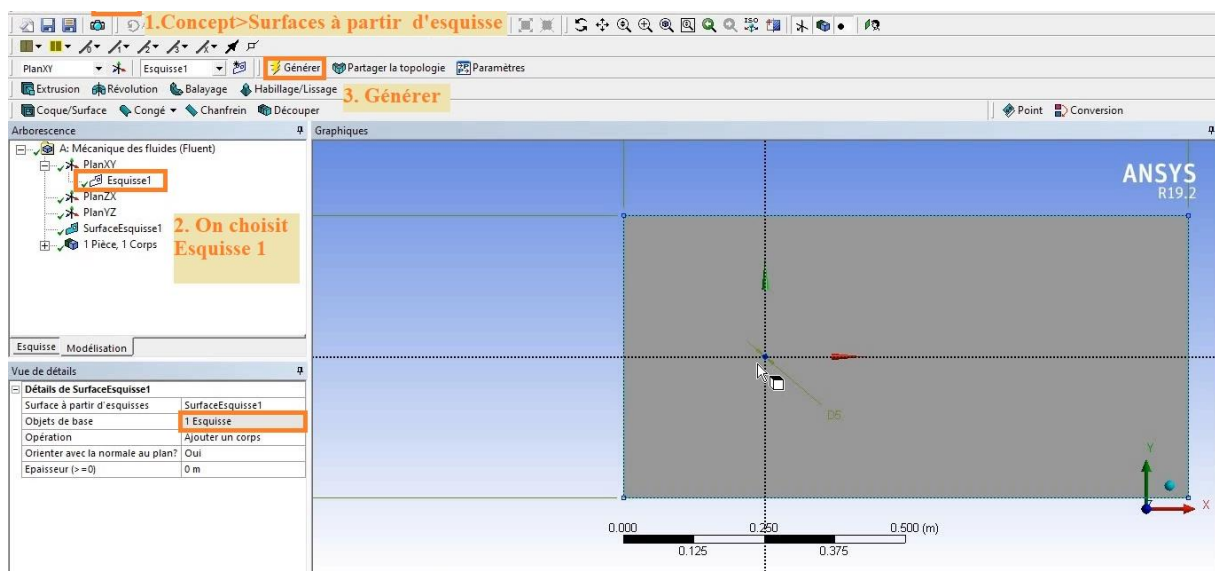 1.Concept>Surfaces à partir d'esquisse
PlanXY Esquisse1 Générer Partager la topologie Paramètres
Extrusion Révolution Balayage Habillage/Lissage
3. Générer
Coque/Surface Congé Chanfrein Découper Point Conversion
Arborescence Graphiques
A: Mécanique des fluides (Fluent)
PlanXY
Esquisse1
PlanZX
PlanYZ
SurfaceEsquisse1
1 Pièce, 1 Corps
2. On choisit
Esquisse 1
ANSYS
R19.2
Esquisse Modélisation
Vue de détails
Détails de SurfaceEsquisse1
Surface à partir d'esquisses SurfaceEsquisse1
Objets de base 1 Esquisse
Opération Ajouter un corps
Orienter avec la normale au plan? Oui
Epaisseur (>=0) 0 m
D5
Y
Z X
0.000 0.250 0.500 (m)
0.125 0.375